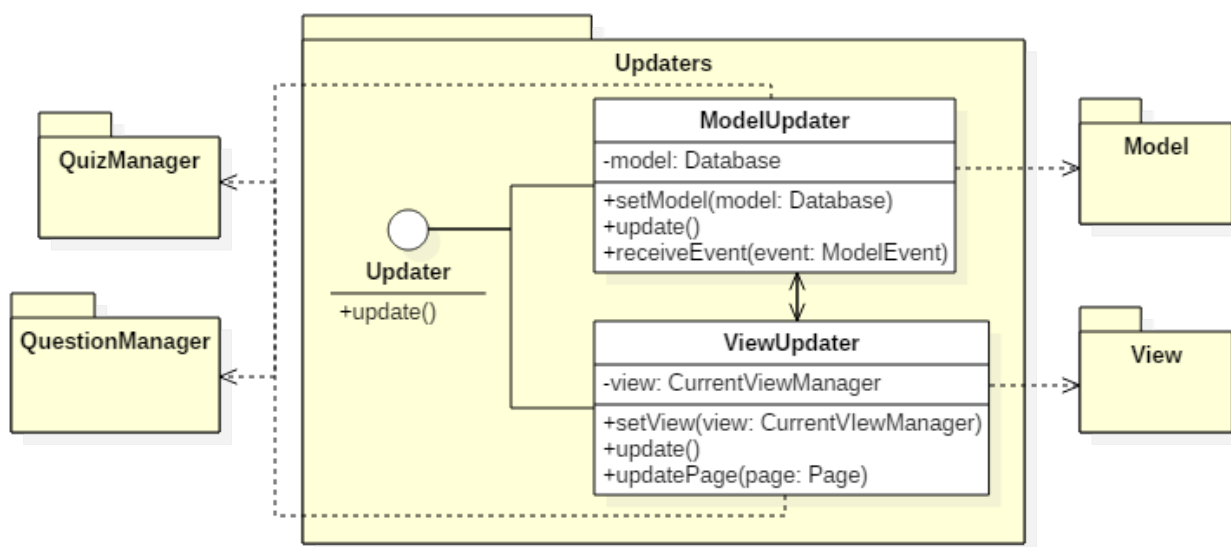 Updaters
QuizManager
QuestionManager
Updater
+update()
ModelUpdater
-model: Database
+setModel(model: Database)
+update()
+receiveEvent(event: ModelEvent)
ViewUpdater
-view: CurrentViewManager
+setView(view: CurrentVIewManager)
+update()
+updatePage(page: Page)
Model
View